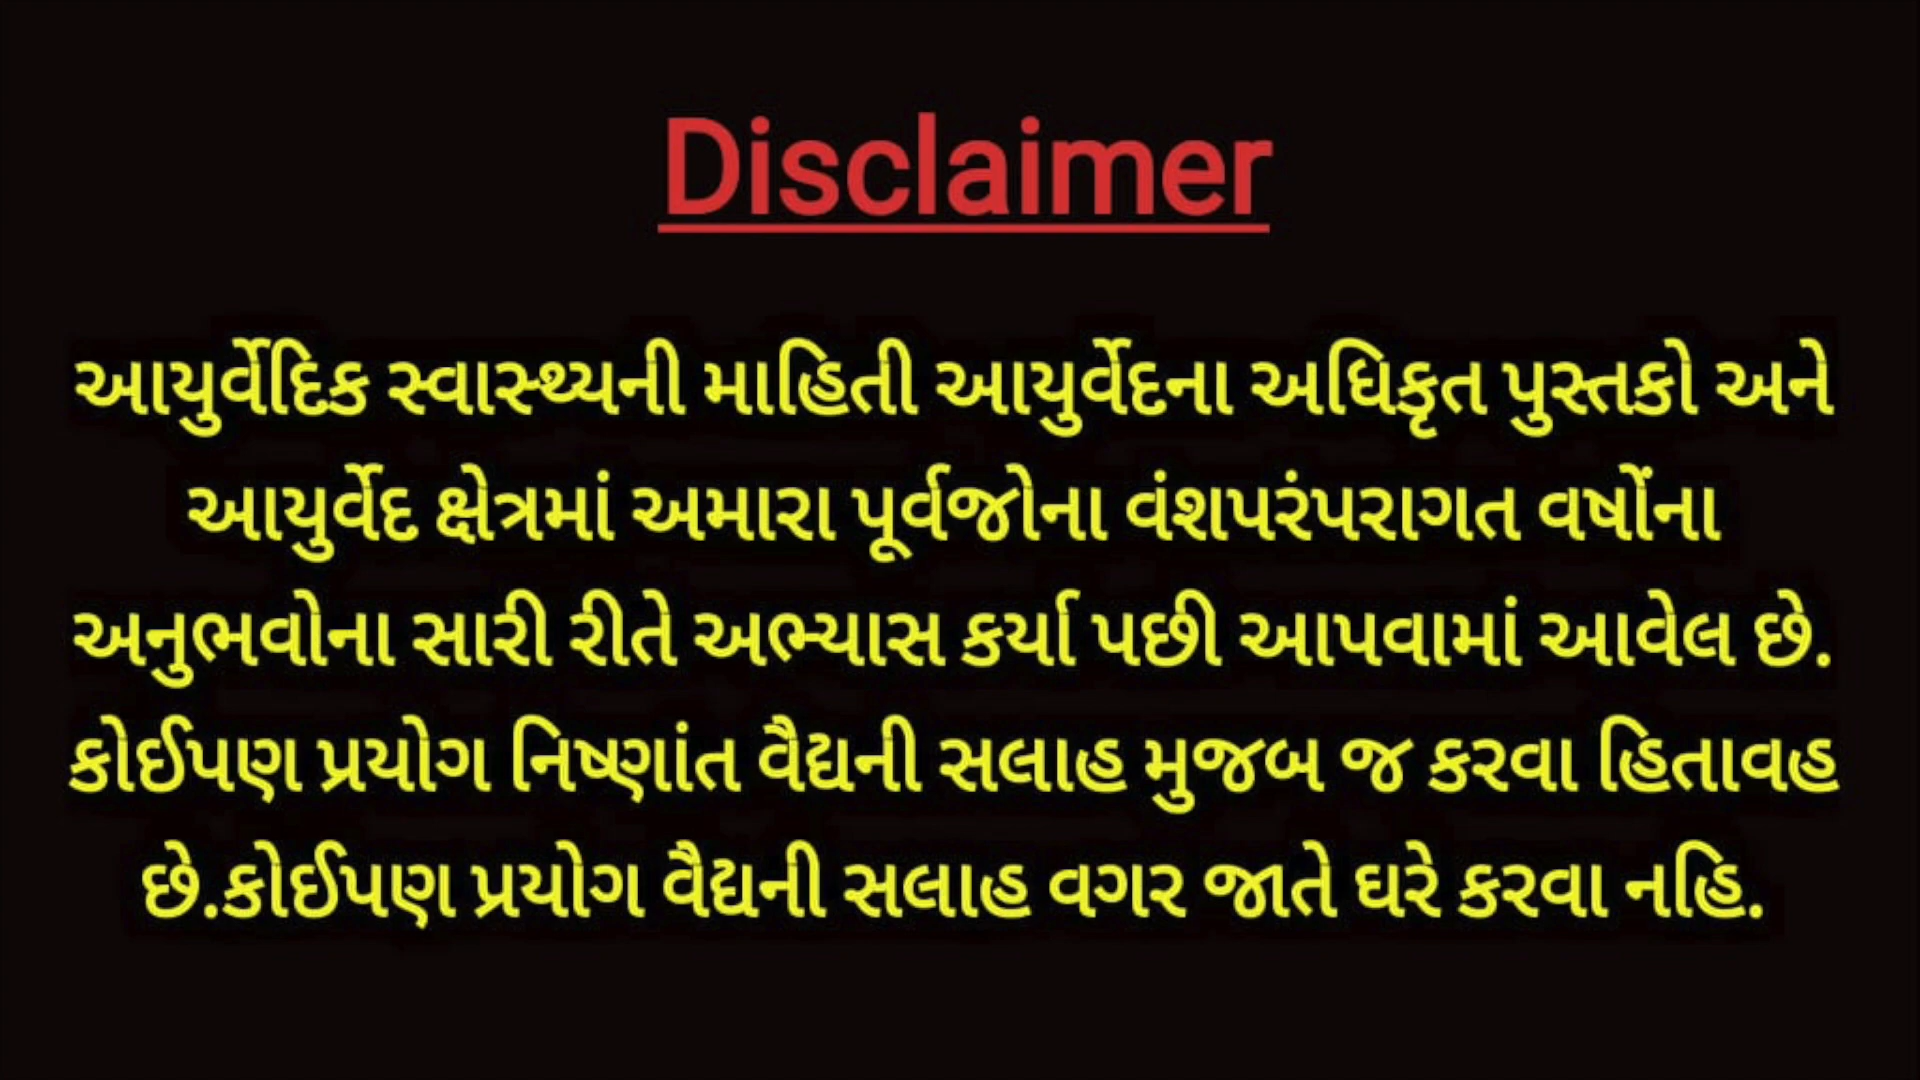 Disclaimer
આયુર્વેદિક સ્વાસ્થ્યની માહિતી આયુર્વેદના અધિકૃત પુસ્તકો અને
આયુર્વેદ ક્ષેત્રમાં અમારા પૂર્વજોના વંશપરંપરાગત વર્ષોના
અનુભવોના સારી રીતે અભ્યાસ કર્યા પછી આપવામાં આવેલ છે.
કોઈપણ પ્રયોગ નિષ્ણાંત વૈદ્યની સલાહ મુજબ જ કરવા હિતાવહ
છે.કોઈપણ પ્રયોગ વૈદ્યની સલાહ વગર જાતે ઘરે કરવા નહિ.